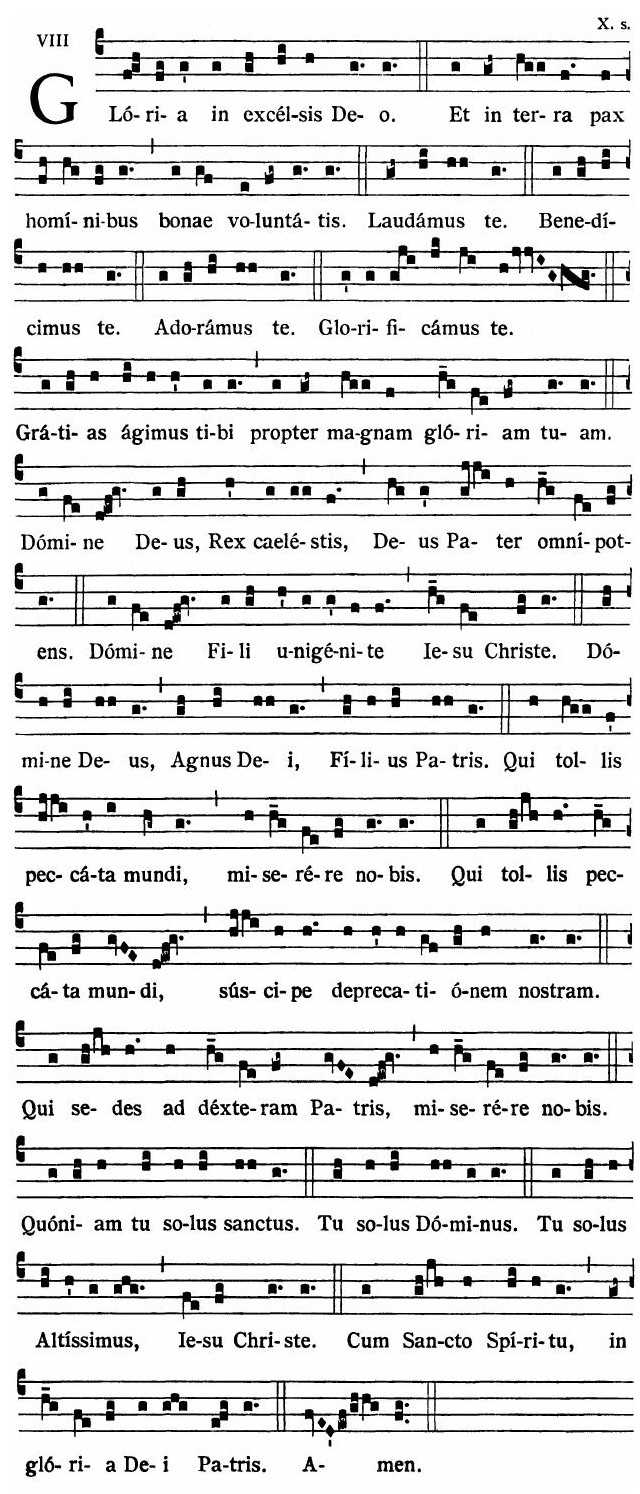 X. s.
VIII
GLó-ri-a in excél-sis De-o. Et in ter-ra pax
homí-ni-bus bonae vo-luntá-tis. Laudámus te. Bene-dí-
cimus te. Ado-rámus te. Glo-ri-fi-cámus te.
Grá-ti-as ágimus ti-bi propter ma-gnam gló-ri-am tu-am.
Dómi-ne De-us, Rex caelé-stis, De-us Pa-ter omní-pot-
ens. Dómi-ne Fi-li u-nigé-ni-te Ie-su Christe. Dó-
mi-ne De-us, Agnus De-i, Fí-li-us Pa-tris. Qui tol-lis
pec-cá-ta mundi, mi-se-ré-re no-bis. Qui tol-lis pec-
cá-ta mun-di, sús-ci-pe depreca-ti-ó-nem nostram.
Qui se-des ad déxte-ram Pa-tris, mi-se-ré-re no-bis.
Quóni-am tu so-lus sanctus. Tu so-lus Dó-mi-nus. Tu so-lus
Altíssimus, Ie-su Chri-ste. Cum San-cto Spí-ri-tu, in
gló-ri-a De-i Pa-tris. A-men.